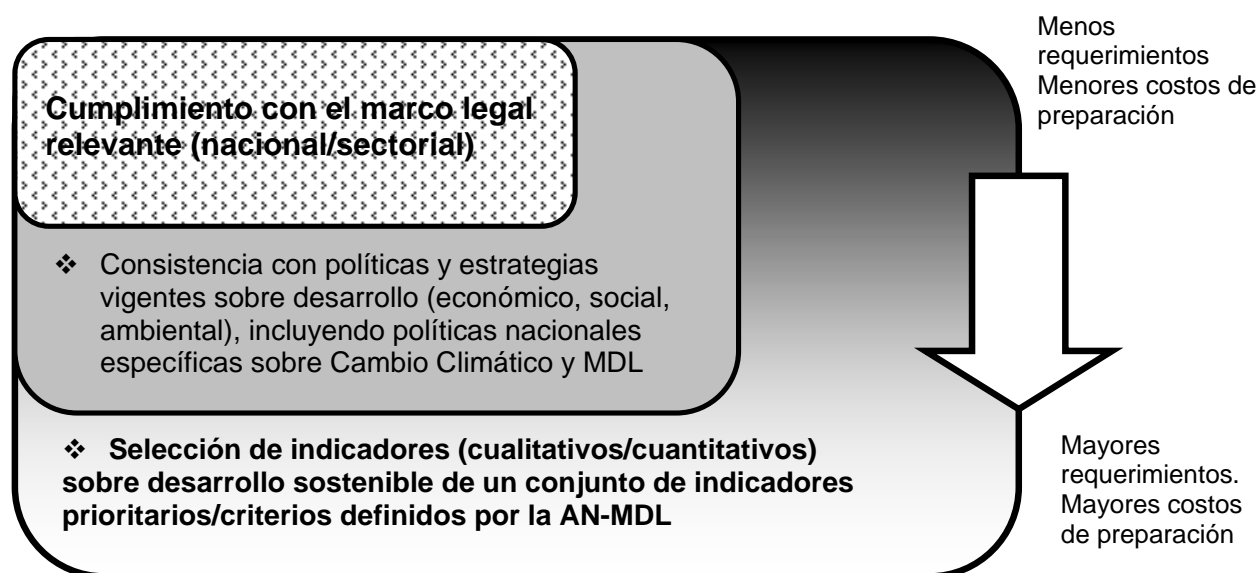 Menos
requerimientos
Menores costos de
preparación
Cumplimiento con el marco legal
relevante (nacional/sectorial)
❖ Consistencia con políticas y estrategias
vigentes sobre desarrollo (económico, social,
ambiental), incluyendo políticas nacionales
específicas sobre Cambio Climático y MDL
❖ Selección de indicadores (cualitativos/cuantitativos)
sobre desarrollo sostenible de un conjunto de indicadores
prioritarios/criterios definidos por la AN-MDL
Mayores
requerimientos.
Mayores costos
de preparación